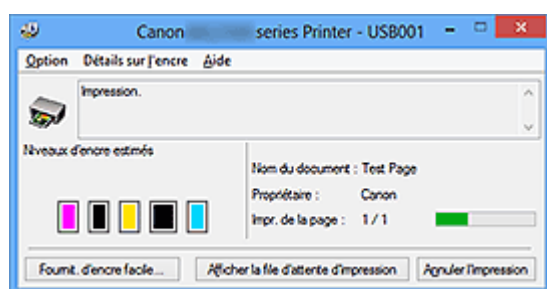 Canon series Printer - USB001
Option Détails sur l'encre Aide
Impression.
Niveaux d'encre estimés
Nom du document : Test Page
Propriétaire : Canon
Impr. de la page : 1 / 1
Fournit. d'encre facile... Afficher la file d'attente d'impression Annuler l'impression